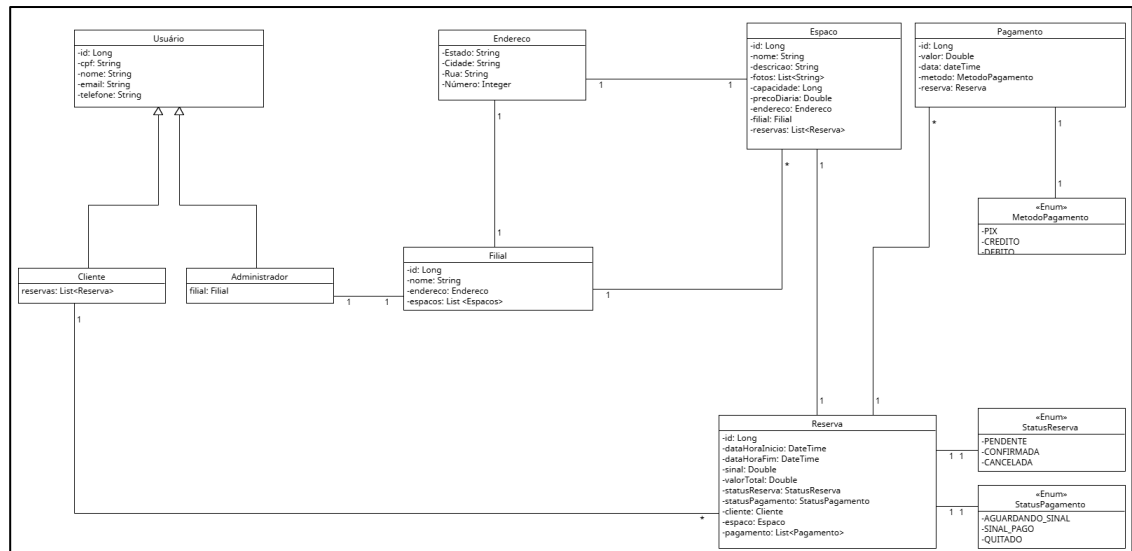 Usuário
-id: Long
-cpf: String
-nome: String
-email: String
-telefone: String
Endereco
-Estado: String
-Cidade: String
-Rua: String
-Número: Integer
Espaco
-id: Long
-nome: String
-descricao: String
-fotos: List<String>
-capacidade: Long
-precoDiaria: Double
-endereco: Endereco
-filial: Filial
-reservas: List<Reserva>
Pagamento
-id: Long
-valor: Double
-data: dateTime
-metodo: MetodoPagamento
-reserva: Reserva
1
1
1
*
1
*
1
1
«Enum»
MetodoPagamento
-PIX
-CREDITO
-DEBITO
1
Filial
-id: Long
-nome: String
-endereco: Endereco
-espacos: List <Espacos>
Cliente
reservas: List<Reserva>
Administrador
filial: Filial
1
1
1
1
1
1
Reserva
-id: Long
-dataHoraInicio: DateTime
-dataHoraFim: DateTime
-sinal: Double
-valorTotal: Double
-statusReserva: StatusReserva
-statusPagamento: StatusPagamento
-cliente: Cliente
-espaco: Espaco
-pagamento: List<Pagamento>
«Enum»
StatusReserva
-PENDENTE
-CONFIRMADA
-CANCELADA
1 1
«Enum»
StatusPagamento
-AGUARDANDO_SINAL
-SINAL_PAGO
-QUITADO
1 1
*